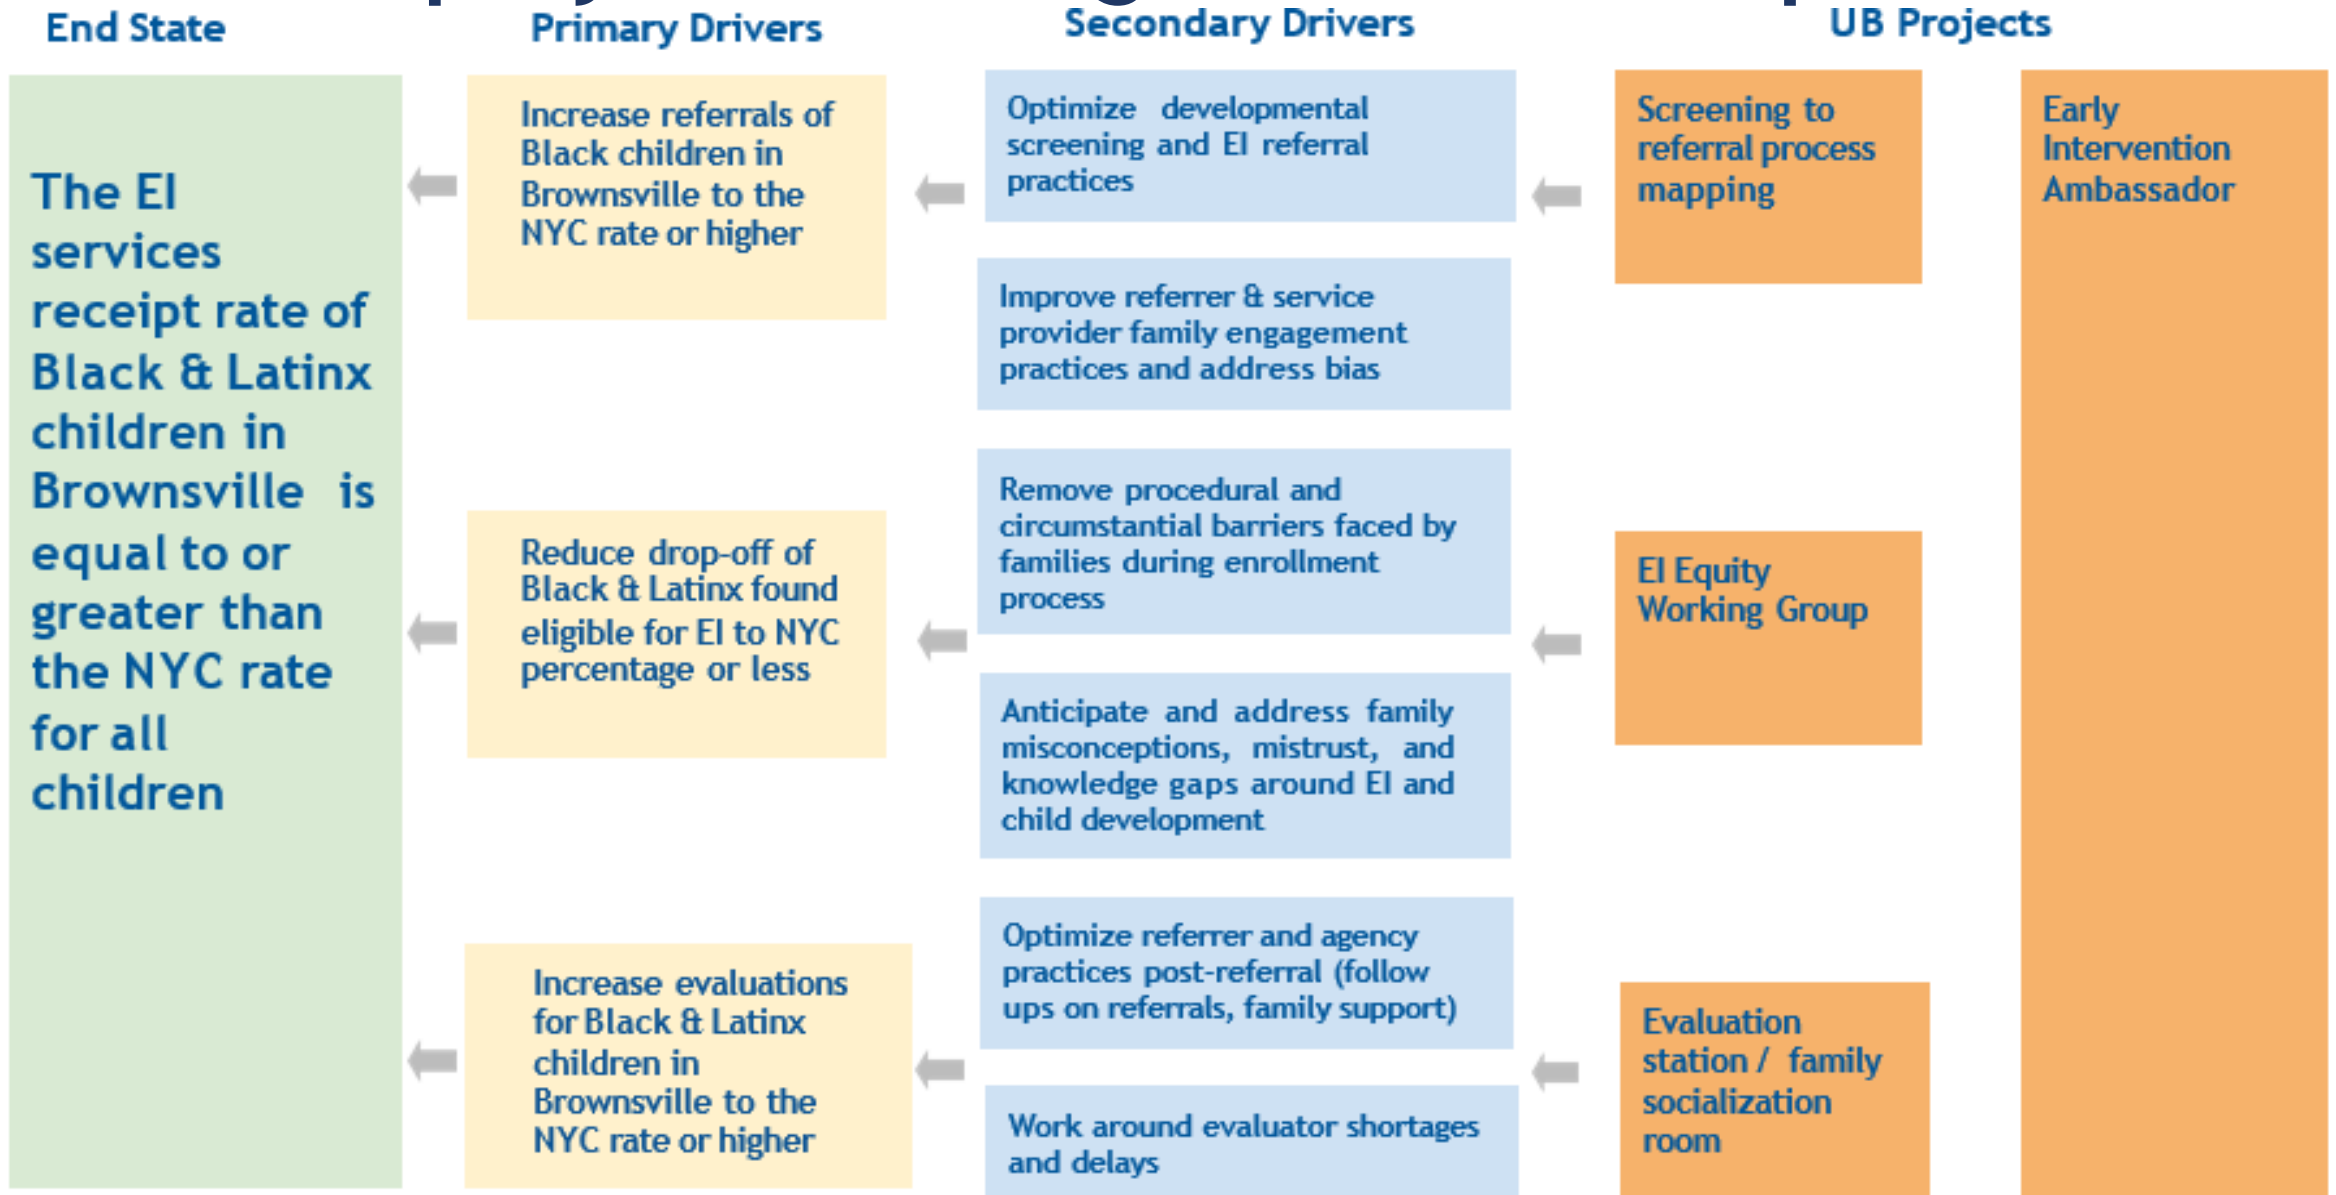 End State
Primary Drivers
Secondary Drivers
UB Projects
The EI
services
receipt rate of
Black & Latinx
children in
Brownsville is
equal to or
greater than
the NYC rate
for all
children
Increase referrals of
Black children in
Brownsville to the
NYC rate or higher
Reduce drop-off of
Black & Latinx found
eligible for EI to NYC
percentage or less
Increase evaluations
for Black & Latinx
children in
Brownsville to the
NYC rate or higher
Optimize developmental
screening and EI referral
practices
Improve referrer & service
provider family engagement
practices and address bias
Remove procedural and
circumstantial barriers faced by
families during enrollment
process
Anticipate and address family
misconceptions, mistrust, and
knowledge gaps around EI and
child development
Optimize referrer and agency
practices post-referral (follow
ups on referrals, family support)
Work around evaluator shortages
and delays
Screening to
referral process
mapping
EI Equity
Working Group
Evaluation
station / family
socialization
room
Early
Intervention
Ambassador